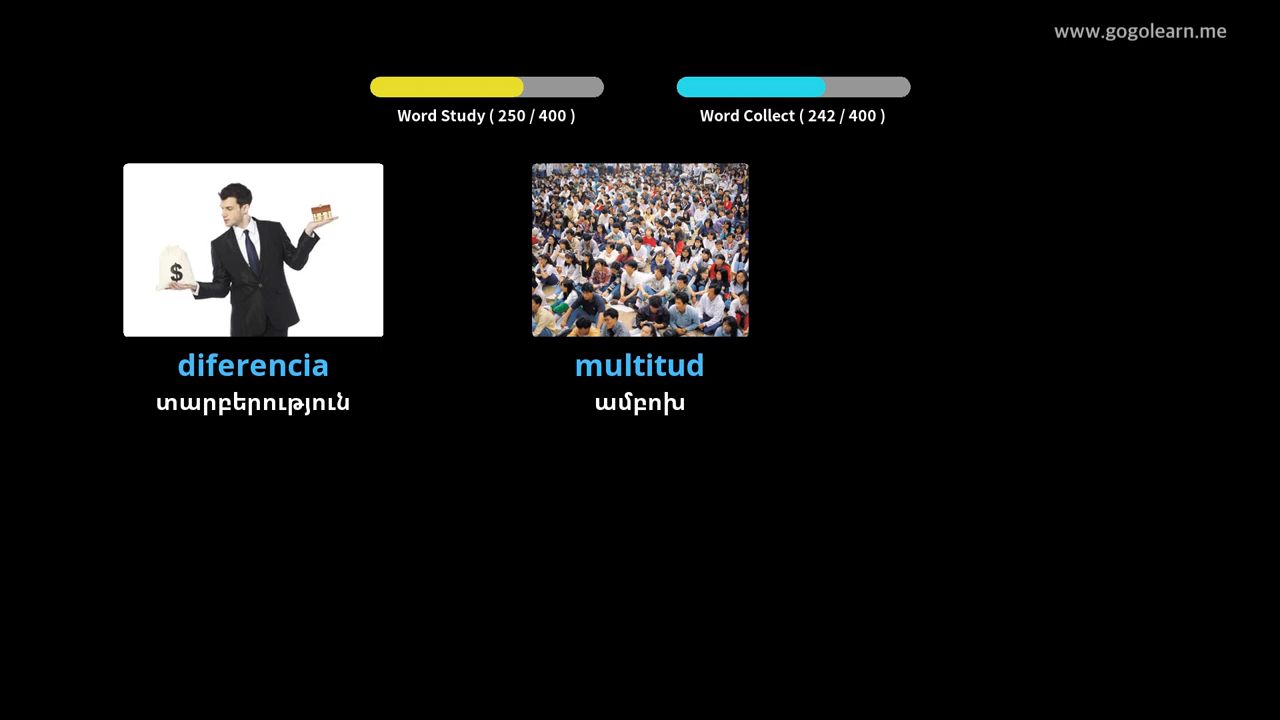 www.gogolearn.me
Word Study ( 250 / 400 )
Word Collect ( 242 / 400 )
$
diferencia
տարբերություն
multitud
ամբոխ